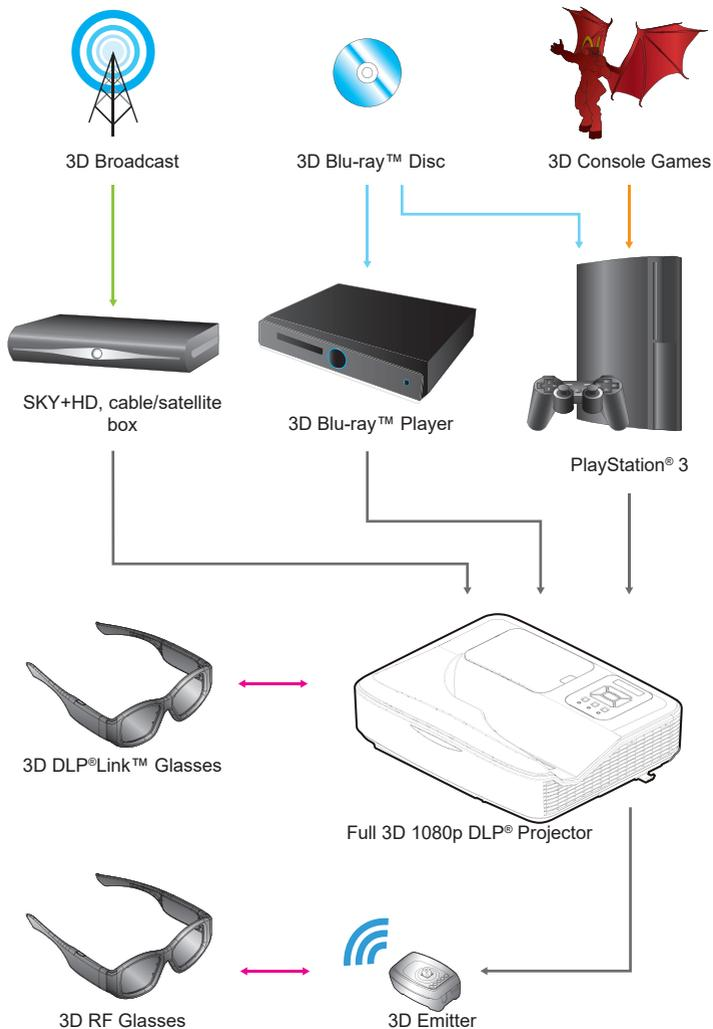 3D Broadcast
3D Blu-ray™ Disc
3D Console Games
SKY+HD, cable/satellite
box
3D Blu-ray™ Player
PlayStation® 3
3D DLP®Link™ Glasses
Full 3D 1080p DLP® Projector
3D RF Glasses
3D Emitter